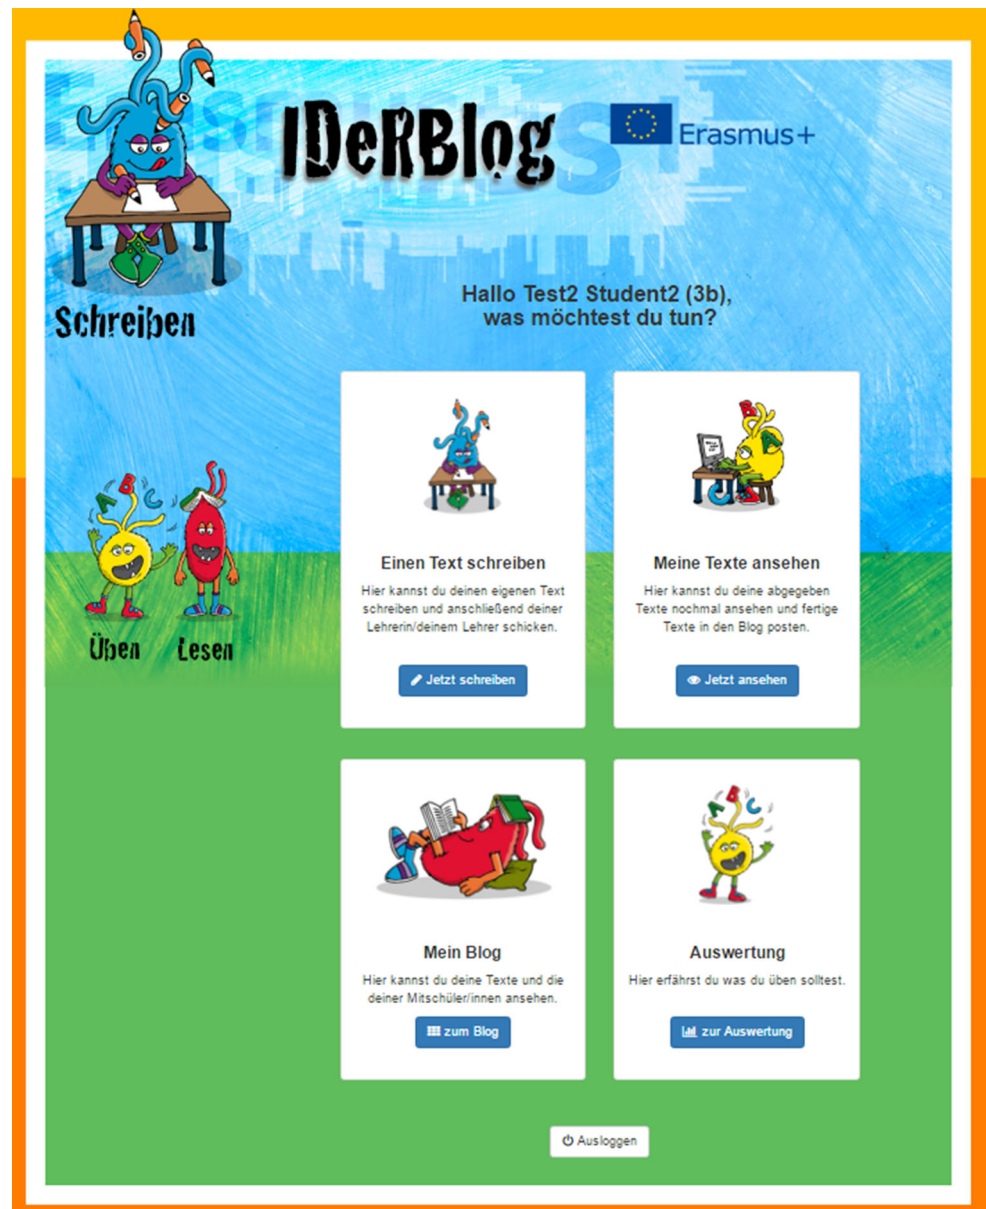 IDeRBlog
Erasmus+
Schreiben
Hallo Test2 Student2 (3b),
was möchtest du tun?
Einen Text schreiben
Hier kannst du deinen eigenen Text
schreiben und anschließend deiner
Lehrerin/deinem Lehrer schicken.
Jetzt schreiben
Meine Texte ansehen
Hier kannst du deine abgegeben
Texte nochmal ansehen und fertige
Texte in den Blog posten.
Jetzt ansehen
A B C
Üben
Lesen
Mein Blog
Hier kannst du deine Texte und die
deiner Mitschüler/innen ansehen.
zum Blog
A B C
Auswertung
Hier erfährst du was du üben solltest.
zur Auswertung
Ausloggen